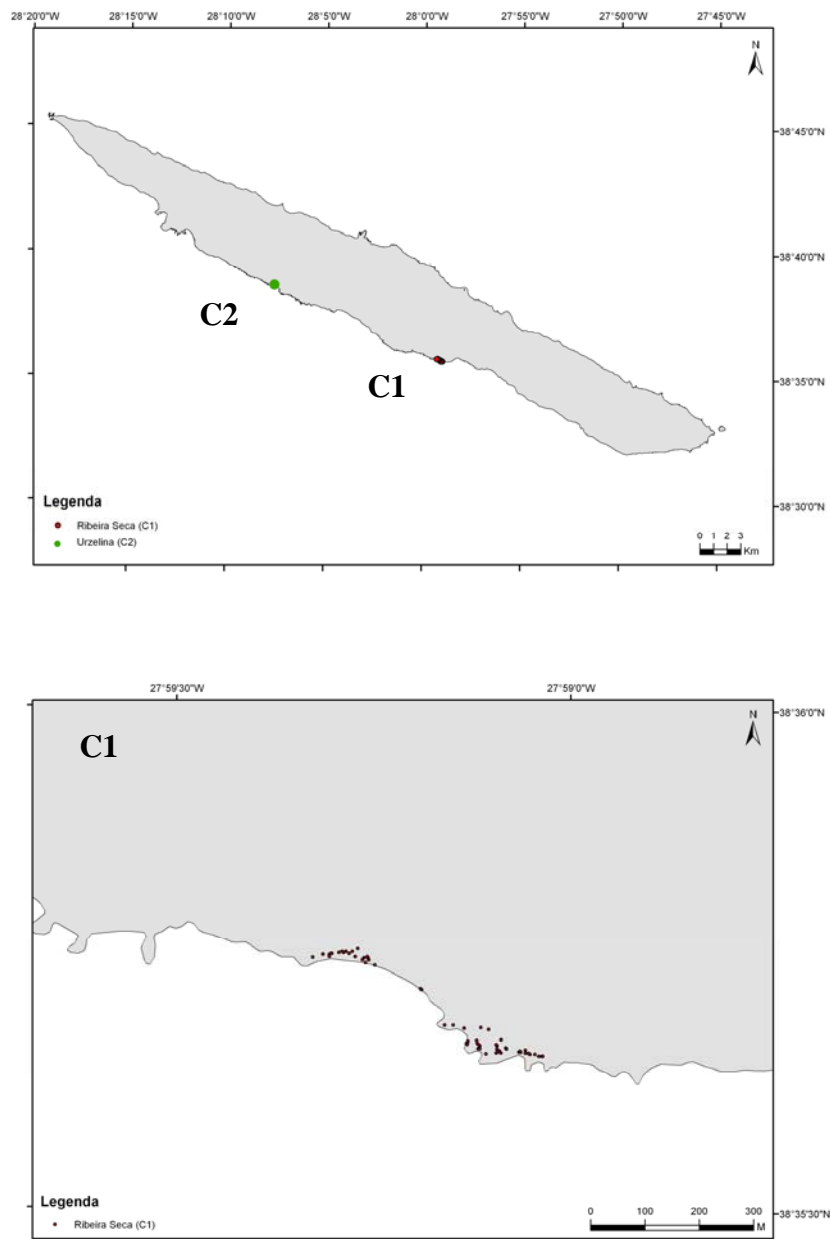 28°20'0"W 28°10'0"W 28°5'0"W 28°0'0"W 27°55'0"W 27°50'0"W 27°45'0"W
N
38°45'0"N
38°40'0"N
C2
C1
38°35'0"N
Legenda
Ribeira Seca (C1)
Urzelina (C2)
38°30'0"N
0 1 2 3
Km
27°59'30"W 27°59'0"W
38°36'0"N
N
C1
Legenda
Ribeira Seca (C1)
0 100 200 300
M
38°35'30"N